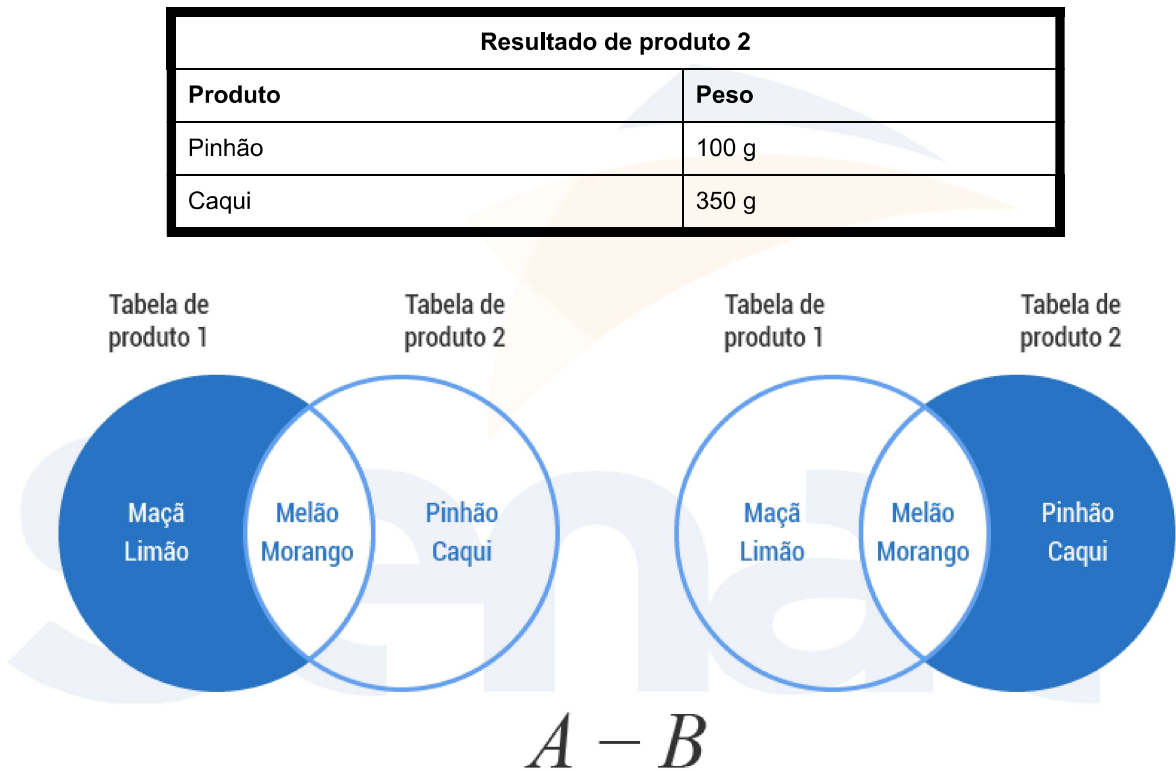 Resultado de produto 2
Produto Peso
Pinhão 100 g
Caqui 350 g
Tabela de produto 1
Tabela de produto 2
Tabela de produto 1
Tabela de produto 2
Maçã
Limão
Melão
Morango
Pinhão
Caqui
Maçã
Limão
Melão
Morango
Pinhão
Caqui
A − B
senac